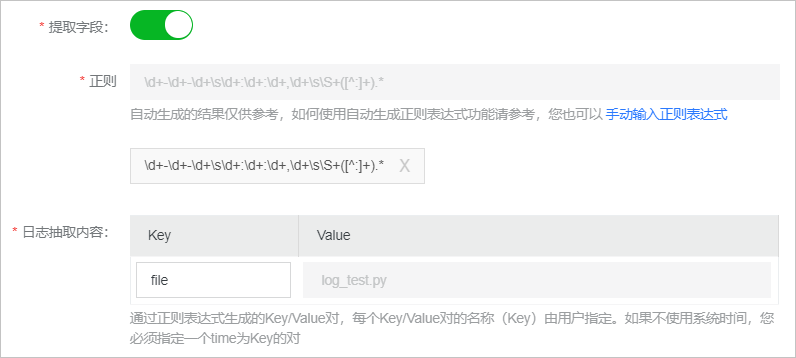 * 提取字段：
* 正则
\d+-\d+-\d+\s\d+:\d+:\d+,\d+\s\S+([^:]+).*
自动生成的结果仅供参考，如何使用自动生成正则表达式功能请参考，您也可以 手动输入正则表达式
\d+-\d+-\d+\s\d+:\d+:\d+,\d+\s\S+([^:]+).* X
* 日志抽取内容：
Key Value
file log_test.py
通过正则表达式生成的Key/Value对，每个Key/Value对的名称（Key）由用户指定。如果不使用系统时间，您
必须指定一个time为Key的对